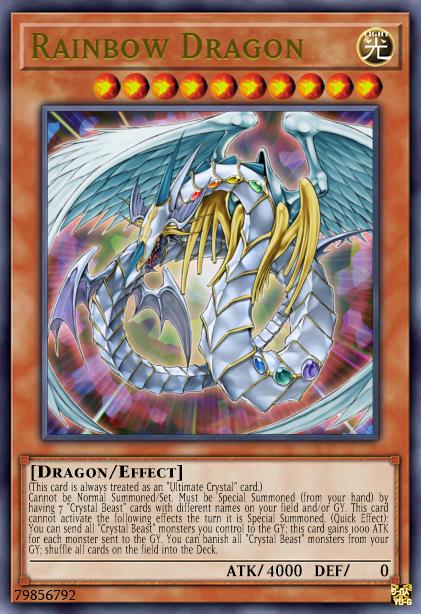 RAINBOW DRAGON
LIGHT
光
[DRAGON/EFFECT]
(This card is always treated as an "Ultimate Crystal" card.)
Cannot be Normal Summoned/Set. Must be Special Summoned (from your hand) by
having 7 "Crystal Beast" cards with different names on your field and/or GY. This card
cannot activate the following effects the turn it is Special Summoned. (Quick Effect):
You can send all "Crystal Beast" monsters you control to the GY; this card gains 1000 ATK
for each monster sent to the GY. You can banish all "Crystal Beast" monsters from your
GY; shuffle all cards on the field into the Deck.
ATK/4000 DEF/ 0
79856792